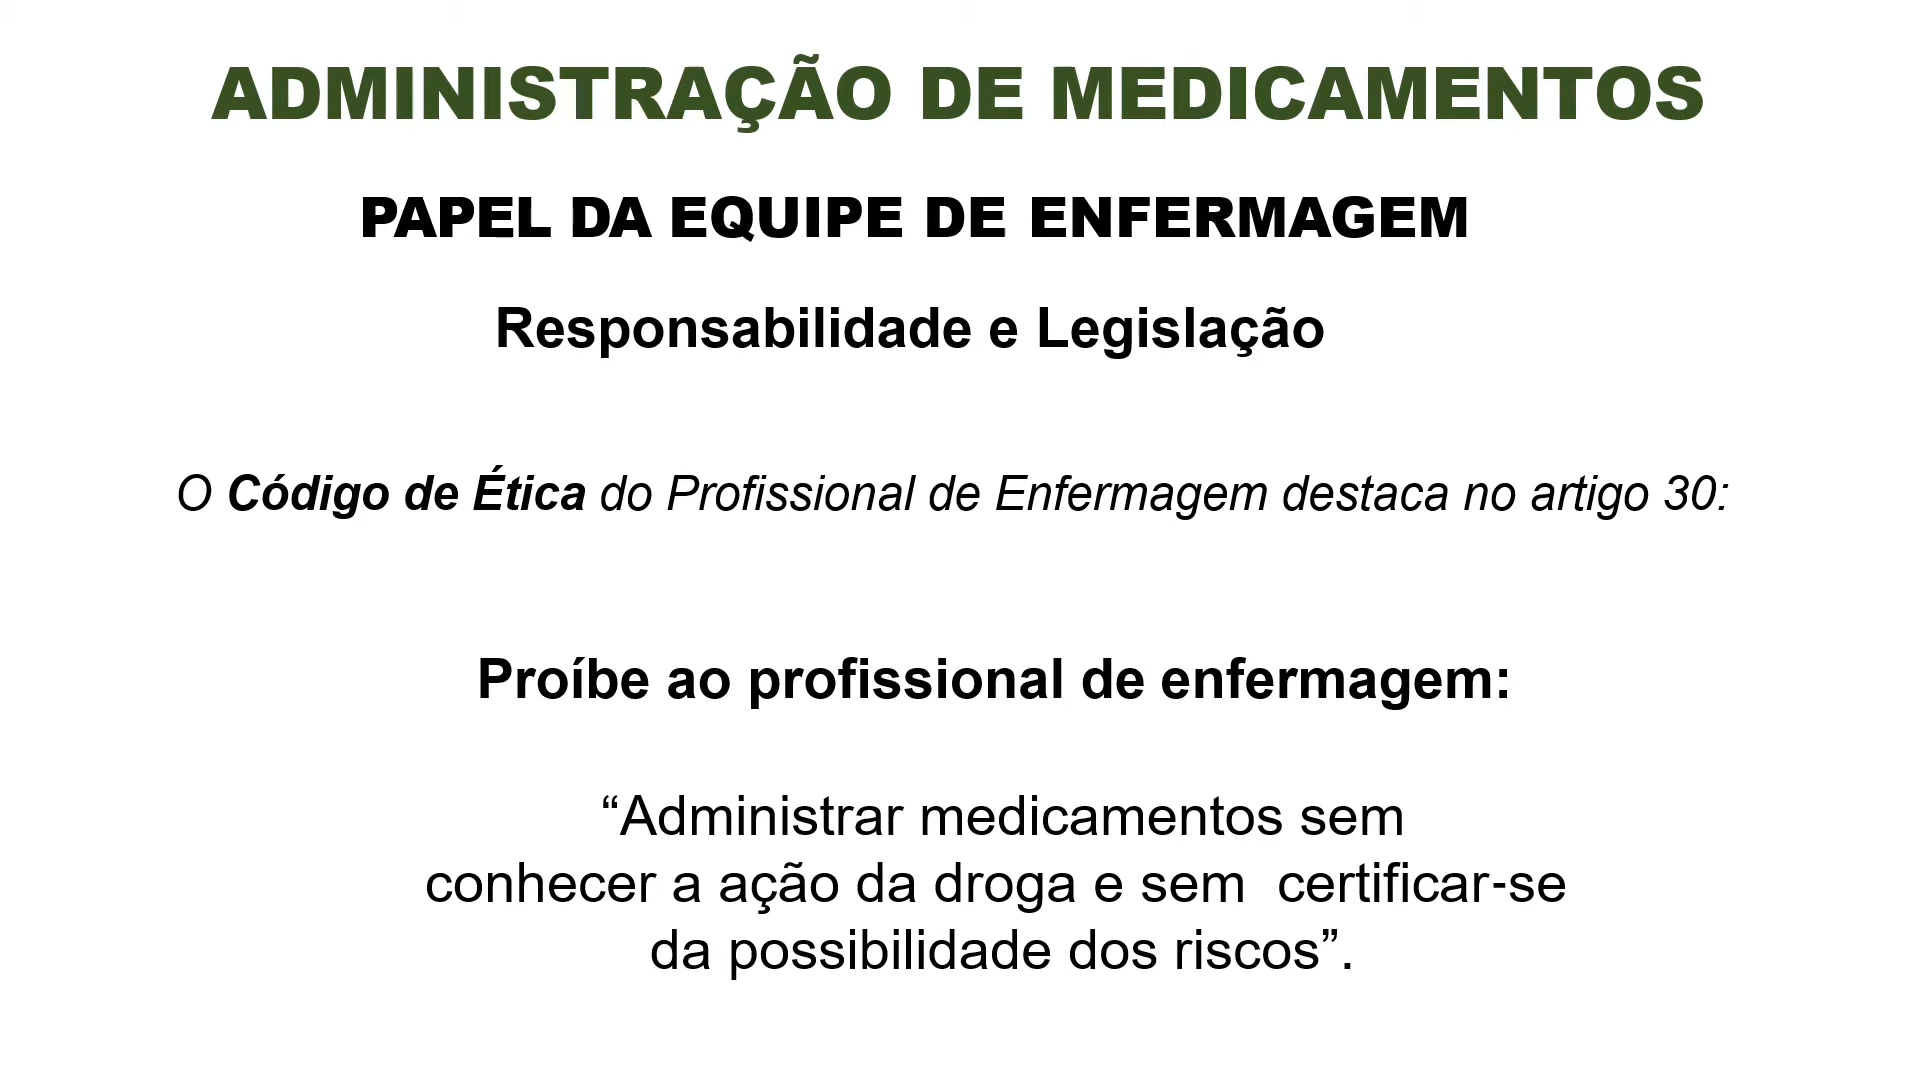 ADMINISTRAÇÃO DE MEDICAMENTOS
PAPEL DA EQUIPE DE ENFERMAGEM
Responsabilidade e Legislação
O Código de Ética do Profissional de Enfermagem destaca no artigo 30:
Proíbe ao profissional de enfermagem:
“Administrar medicamentos sem
conhecer a ação da droga e sem  certificar-se
da possibilidade dos riscos”.